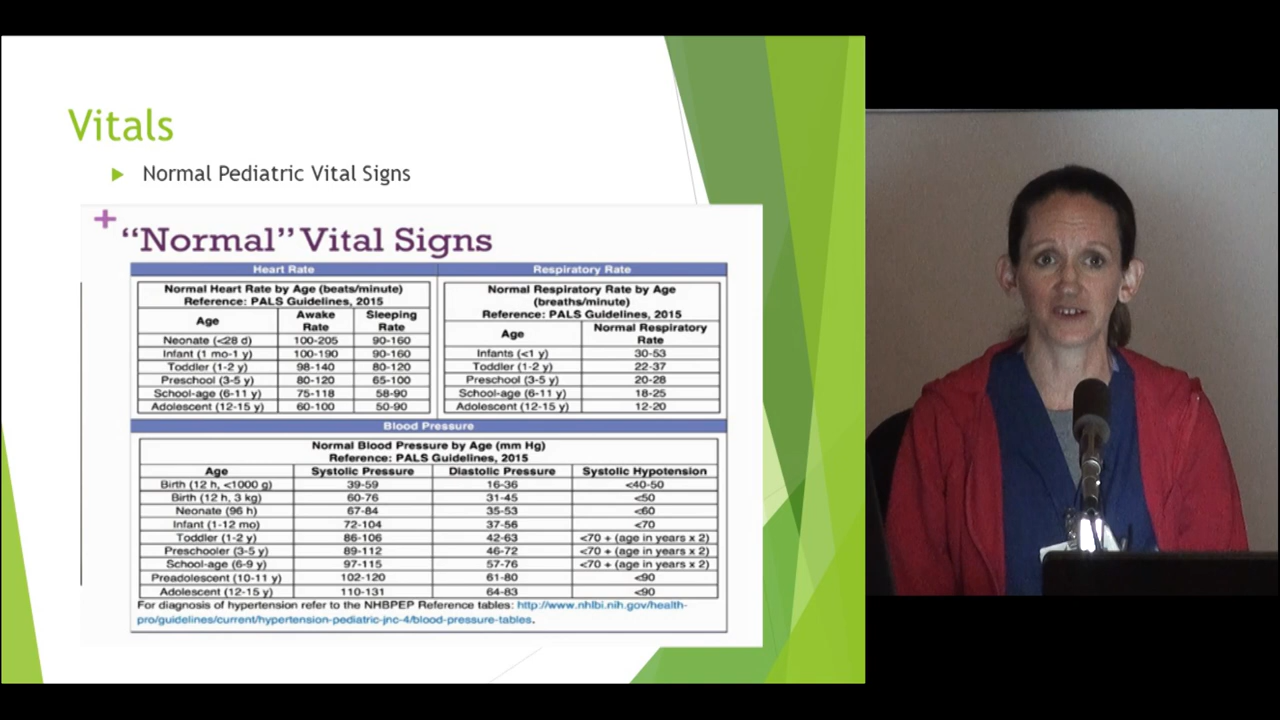 Vitals
Normal Pediatric Vital Signs
"Normal" Vital Signs
Heart Rate
Normal Heart Rate by Age (beats/minute)
Reference: PALS Guidelines, 2015
Age Awake Rate Sleeping Rate
Neonate (<28 d) 100-205 90-160
Infant (1 mo-1 y) 100-190 90-160
Toddler (1-2 y) 98-140 80-120
Preschool (3-5 y) 80-120 65-100
School-age (6-11 y) 75-118 58-90
Adolescent (12-15 y) 60-100 50-90
Respiratory Rate
Normal Respiratory Rate by Age
(breaths/minute)
Reference: PALS Guidelines, 2015
Age Normal Respiratory Rate
Infants (<1 y) 30-53
Toddler (1-2 y) 22-37
Preschool (3-5 y) 20-28
School-age (6-11 y) 18-25
Adolescent (12-15 y) 12-20
Blood Pressure
Normal Blood Pressure by Age (mm Hg)
Reference: PALS Guidelines, 2015
Age Systolic Pressure Diastolic Pressure Systolic Hypotension
Birth (12 h, <1000 g) 39-59 16-36 <40-50
Birth (12 h, 3 kg) 60-76 31-45 <50
Neonate (96 h) 67-84 35-53 <60
Infant (1-12 mo) 72-104 37-56 <70
Toddler (1-2 y) 86-106 42-63 <70 + (age in years x 2)
Preschooler (3-5 y) 89-112 46-72 <70 + (age in years x 2)
School-age (6-9 y) 97-115 57-76 <70 + (age in years x 2)
Preadolescent (10-11 y) 102-120 61-80 <90
Adolescent (12-15 y) 110-131 64-83 <90
For diagnosis of hypertension refer to the NHBPEP Reference tables: http://www.nhlbi.nih.gov/health-
pro/guidelines/current/hypertension-pediatric-jnc-4/blood-pressure-tables.